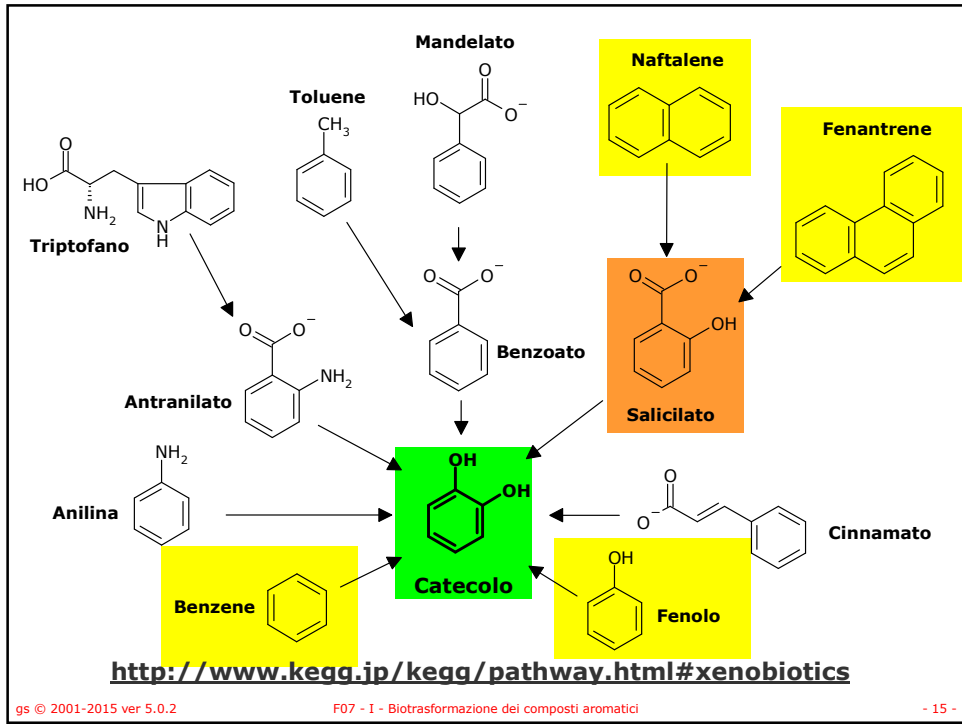 Mandelato
Naftalene
Toluene
Fenantrene
O
HO
O−
CH3
O
HO
NH2
N
H
Triptofano
O
O−
O
O−
O
O−
OH
NH2
Benzoato
Antranilato
Salicilato
NH2
OH
OH
O
O−
Anilina
Cinnamato
OH
Catecolo
Benzene
Fenolo
http://www.kegg.jp/kegg/pathway.html#xenobiotics
gs © 2001-2015 ver 5.0.2
F07 - I - Biotrasformazione dei composti aromatici
- 15 -